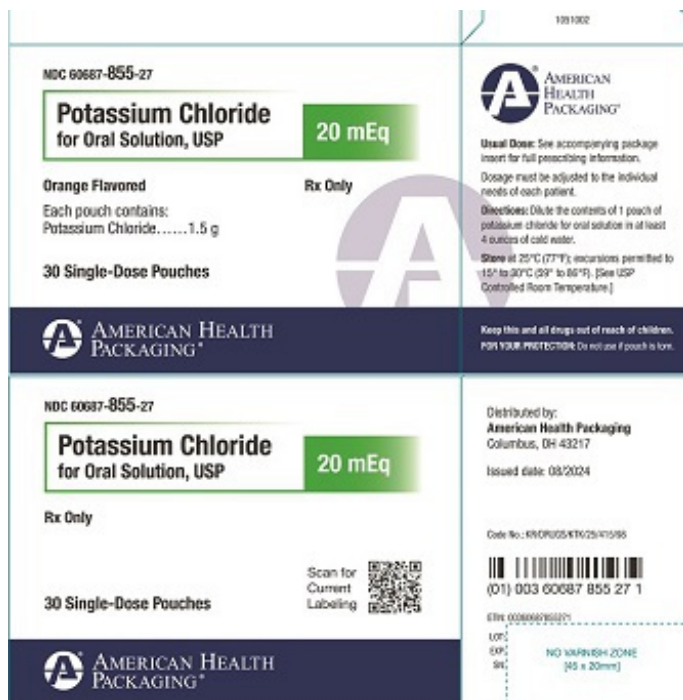 1051002
NDC 60687-855-27
Potassium Chloride
for Oral Solution, USP
20 mEq
Orange Flavored
Rx Only
Each pouch contains:
Potassium Chloride......1.5 g
30 Single-Dose Pouches
AMERICAN HEALTH
PACKAGING®
AMERICAN
HEALTH
PACKAGING®
Usual Dose: See accompanying package
insert for full prescribing information.
Dosage must be adjusted to the individual
needs of each patient.
Directions: Dilute the contents of 1 pouch of
potassium chloride for oral solution in at least
4 ounces of cold water.
Store at 25°C (77°F); excursions permitted to
15° to 30°C (59° to 86°F). [See USP
Controlled Room Temperature.]
Keep this and all drugs out of reach of children.
FOR YOUR PROTECTION: Do not use if pouch is torn.
NDC 60687-855-27
Potassium Chloride
for Oral Solution, USP
20 mEq
Rx Only
Scan for
Current
Labeling
30 Single-Dose Pouches
AMERICAN HEALTH
PACKAGING®
Distributed by:
American Health Packaging
Columbus, OH 43217
Issued date: 08/2024
Code No.:
(01) 003 60687 855 27 1
LOT
EXP
SN
NO VARNISH ZONE
[45 x 20mm]